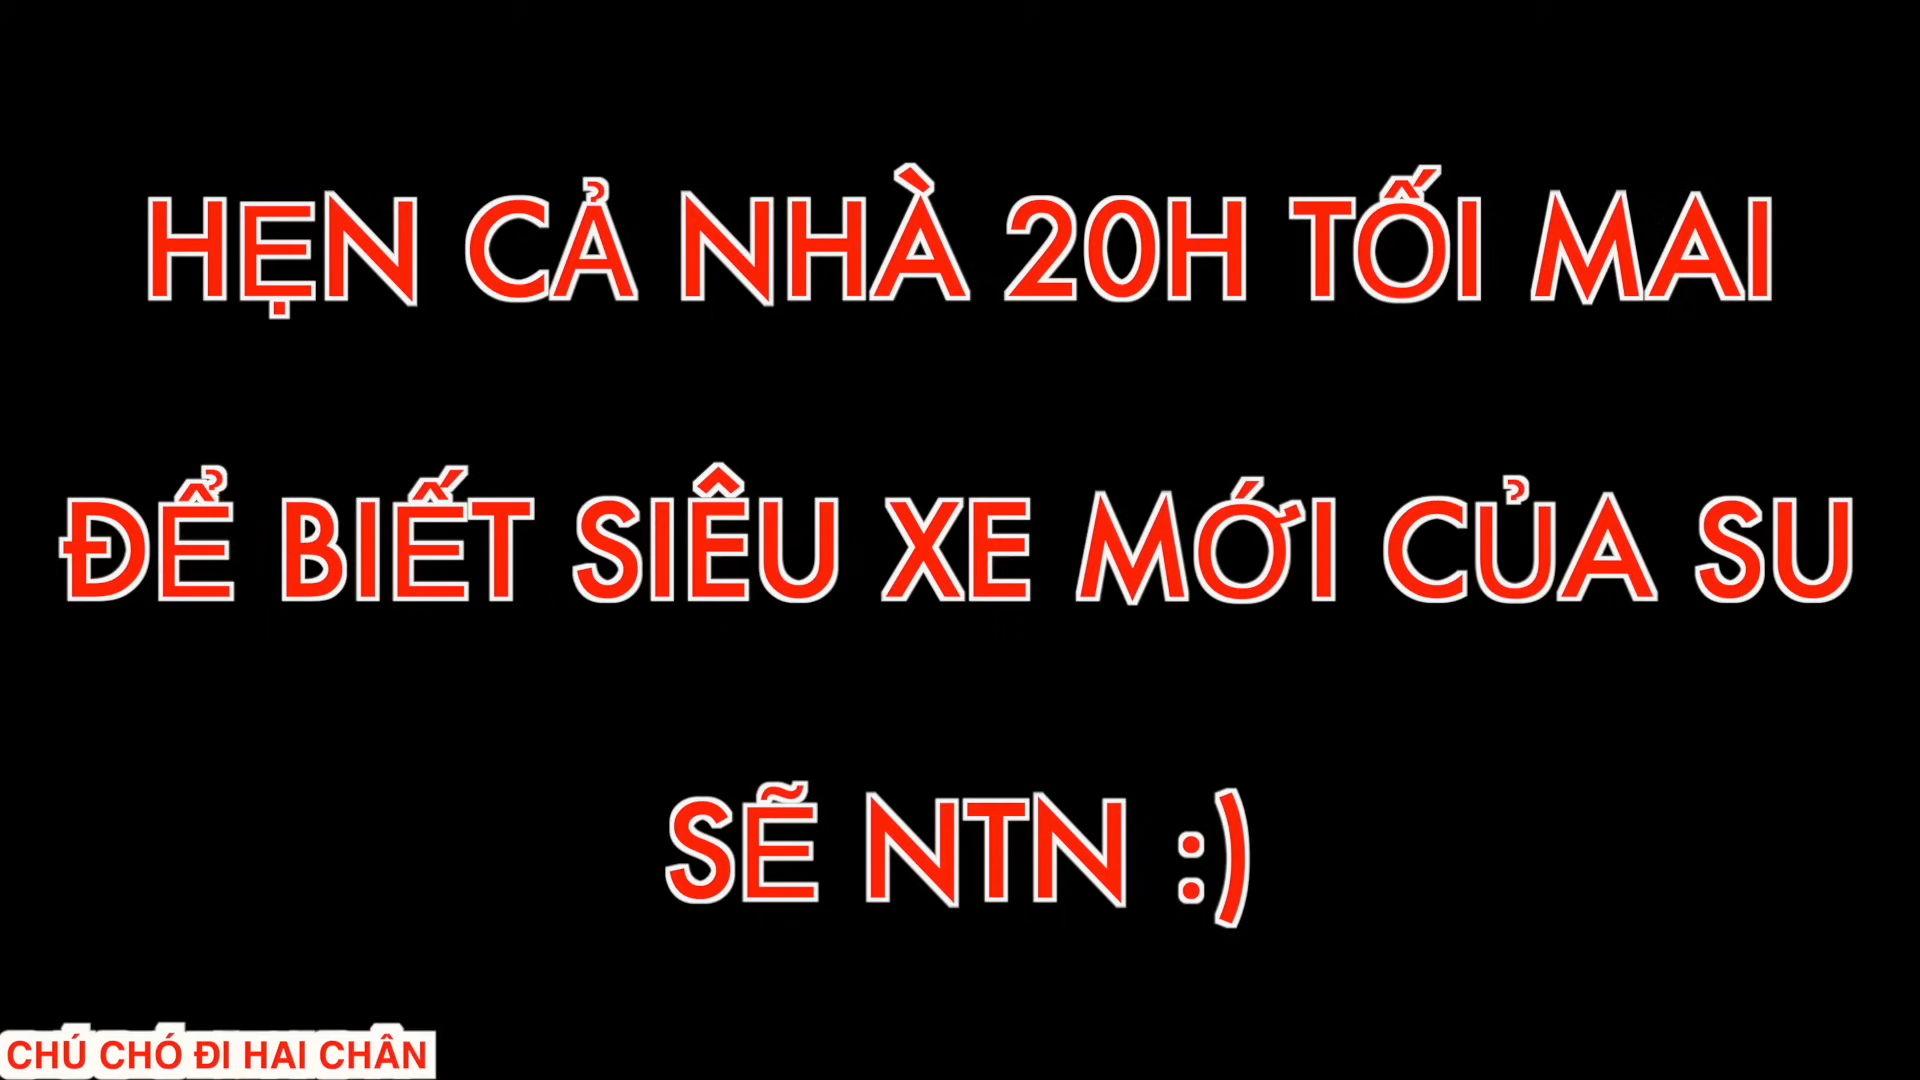 HẸN CẢ NHÀ 20H TỐI MAI
ĐỂ BIẾT SIÊU XE MỚI CỦA SU
SẼ NTN :)
CHÚ CHÓ ĐI HAI CHÂN